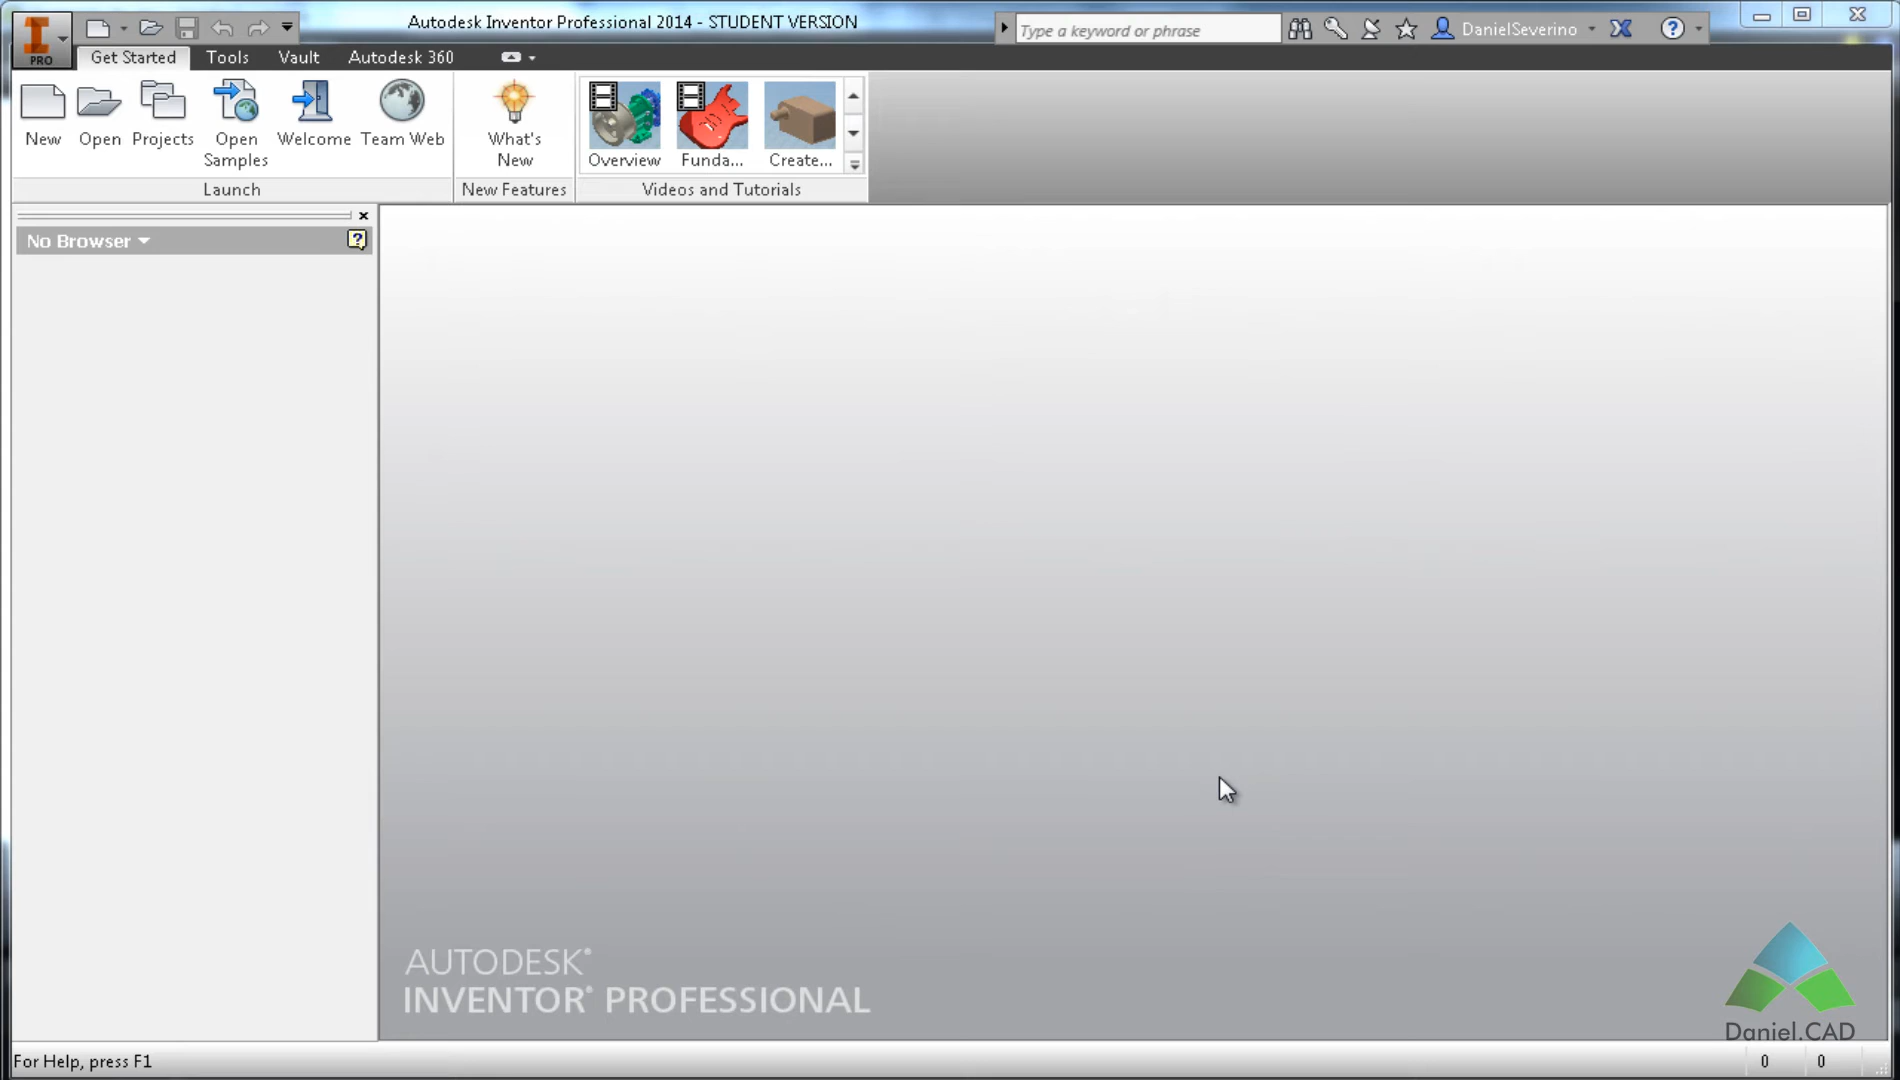 Autodesk Inventor Professional 2014 - STUDENT VERSION
Type a keyword or phrase
DanielSeverino
PRO
Get Started
Tools
Vault
Autodesk 360
New
Open
Projects
Open
Samples
Welcome
Team Web
What's
New
Overview
Funda...
Create...
Launch
New Features
Videos and Tutorials
No Browser
AUTODESK®
INVENTOR® PROFESSIONAL
Daniel.CAD
For Help, press F1
0
0